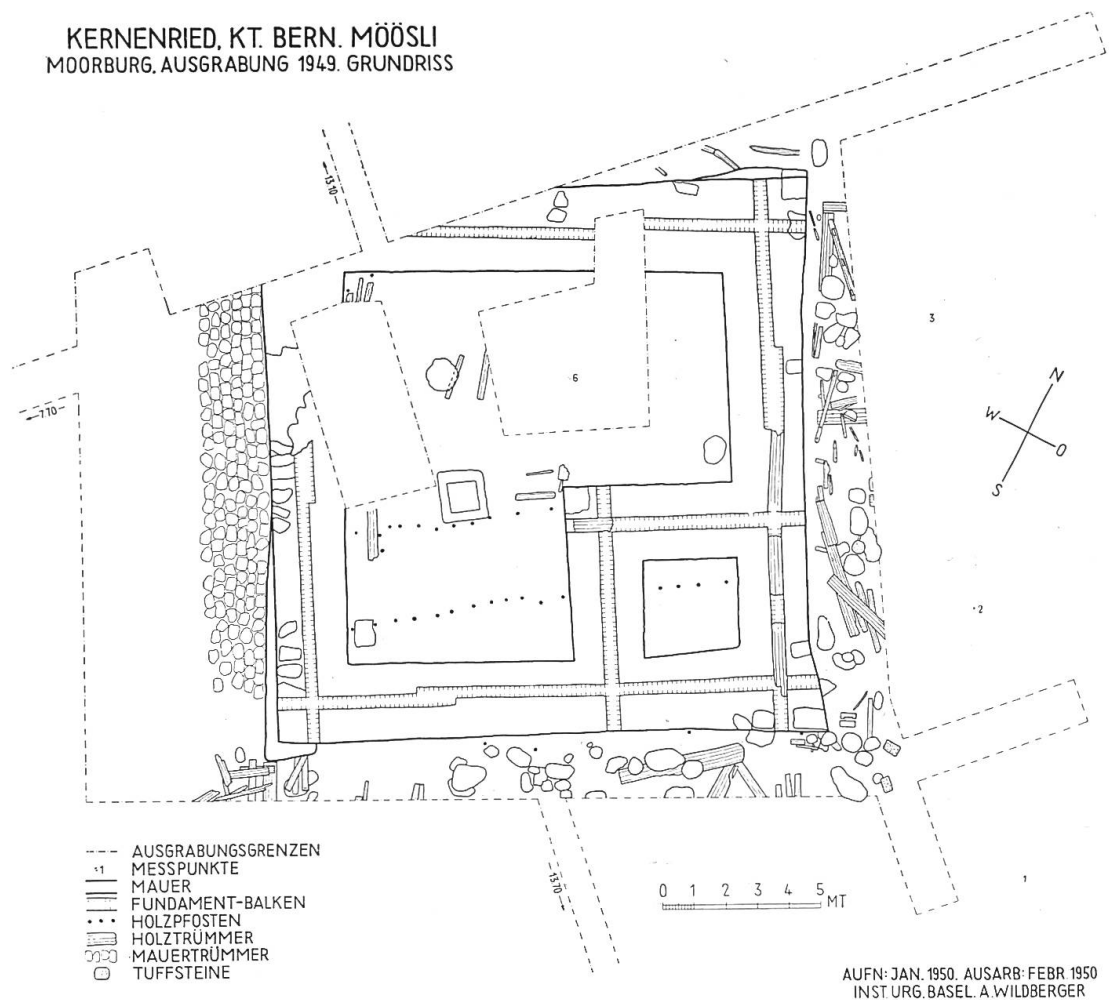 KERNENRIED, KT. BERN. MÖÖSLI
MOORBURG, AUSGRABUNG 1949. GRUNDRISS
13.10
7.70
6
3
N
W
O
S
2
AUSGRABUNGSGRENZEN
1 MESSPUNKTE
MAUER
FUNDAMENT-BALKEN
HOLZPFOSTEN
HOLZTRÜMMER
MAUERTRÜMMER
TUFFSTEINE
13.70
0 1 2 3 4 5 MT
1
AUFN: JAN. 1950. AUSARB: FEBR. 1950
INST. URG. BASEL. A. WILDBERGER